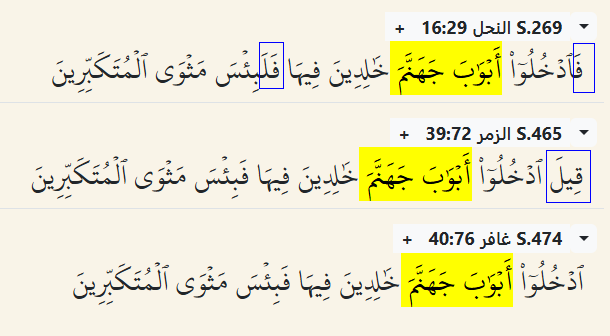 + 16:29 النحل S.269
فَٱدْخُلُوٓا۟ أَبْوَٰبَ جَهَنَّمَ خَٰلِدِينَ فِيهَا فَلَبِئْسَ مَثْوَى ٱلْمُتَكَبِّرِينَ
+ 39:72 الزمر S.465
قِيلَ ٱدْخُلُوٓا۟ أَبْوَٰبَ جَهَنَّمَ خَٰلِدِينَ فِيهَا فَبِئْسَ مَثْوَى ٱلْمُتَكَبِّرِينَ
+ 40:76 غافر S.474
ٱدْخُلُوٓا۟ أَبْوَٰبَ جَهَنَّمَ خَٰلِدِينَ فِيهَا فَبِئْسَ مَثْوَى ٱلْمُتَكَبِّرِينَ